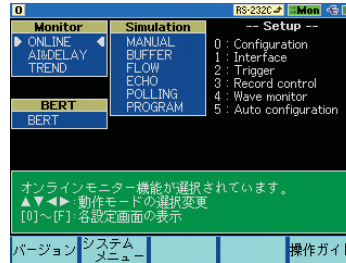 0 RS-232C Mon
Monitor
ONLINE
AI&DELAY
TREND
BERT
BERT
Simulation
MANUAL
BUFFER
FLOW
ECHO
POLLING
PROGRAM
-- Setup --
0 : Configuration
1 : Interface
2 : Trigger
3 : Record control
4 : Wave monitor
5 : Auto configuration
オンラインモニター機能が選択されています。
▲▼◀▶:動作モードの選択変更
[0]~[F]:各設定画面の表示
バージョン
システム
メニュー
操作ガイ